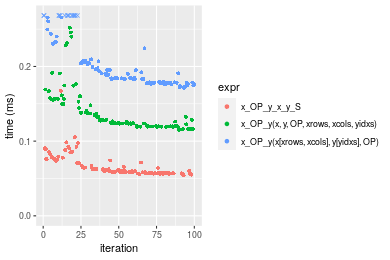 time (ms)
0.2
0.1
0.0
0
25
50
75
100
iteration
expr
x_OP_y_x_y_S
x_OP_y(x, y, OP, xrows, xcols, yidxs)
x_OP_y(x[xrows, xcols], y[yidxs], OP)